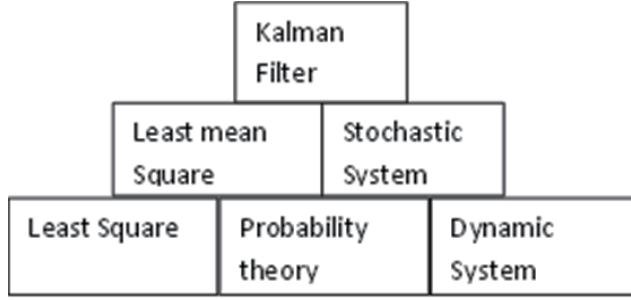 Kalman
Filter
Least mean
Square
Stochastic
System
Least Square
Probability
theory
Dynamic
System